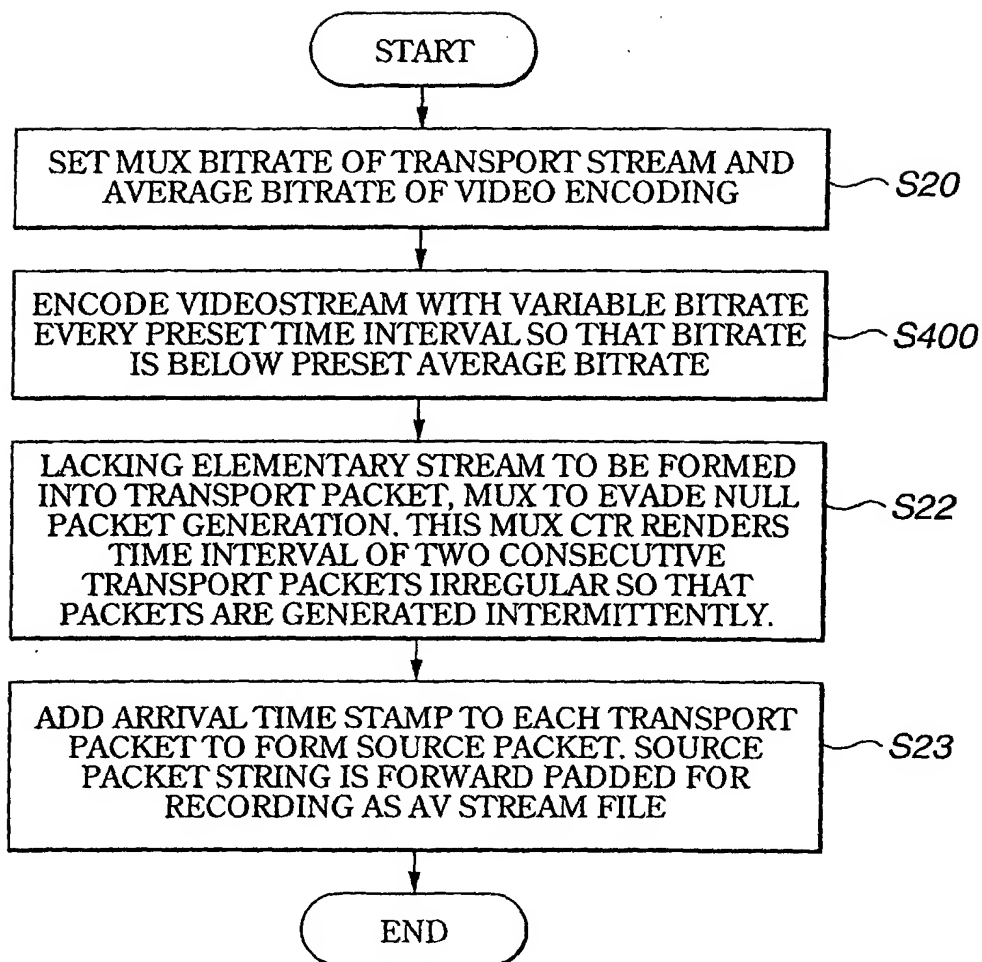 START
SET MUX BITRATE OF TRANSPORT STREAM AND
AVERAGE BITRATE OF VIDEO ENCODING
S20
ENCODE VIDEOSTREAM WITH VARIABLE BITRATE
EVERY PRESET TIME INTERVAL SO THAT BITRATE
IS BELOW PRESET AVERAGE BITRATE
S400
LACKING ELEMENTARY STREAM TO BE FORMED
INTO TRANSPORT PACKET, MUX TO EVADE NULL
PACKET GENERATION. THIS MUX CTR RENDERS
TIME INTERVAL OF TWO CONSECUTIVE
TRANSPORT PACKETS IRREGULAR SO THAT
PACKETS ARE GENERATED INTERMITTENTLY.
S22
ADD ARRIVAL TIME STAMP TO EACH TRANSPORT
PACKET TO FORM SOURCE PACKET. SOURCE
PACKET STRING IS FORWARD PADDED FOR
RECORDING AS AV STREAM FILE
S23
END